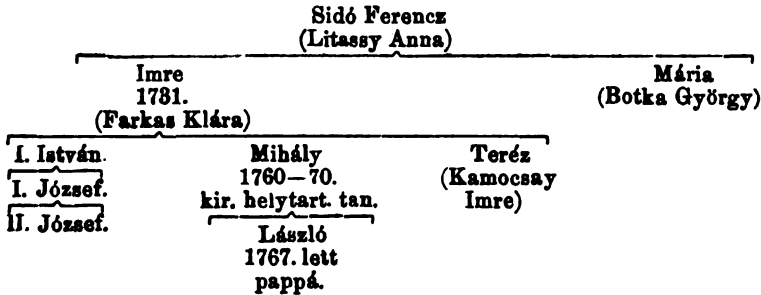 Sidó Ferencz
(Litassy Anna)
Imre
1731.
(Farkas Klára)
Mária
(Botka György)
I. István.
I. József.
II. József.
Mihály
1760–70.
kir. helytart. tan.
László
1767. lett
pappá.
Teréz
(Kamocsay
Imre)